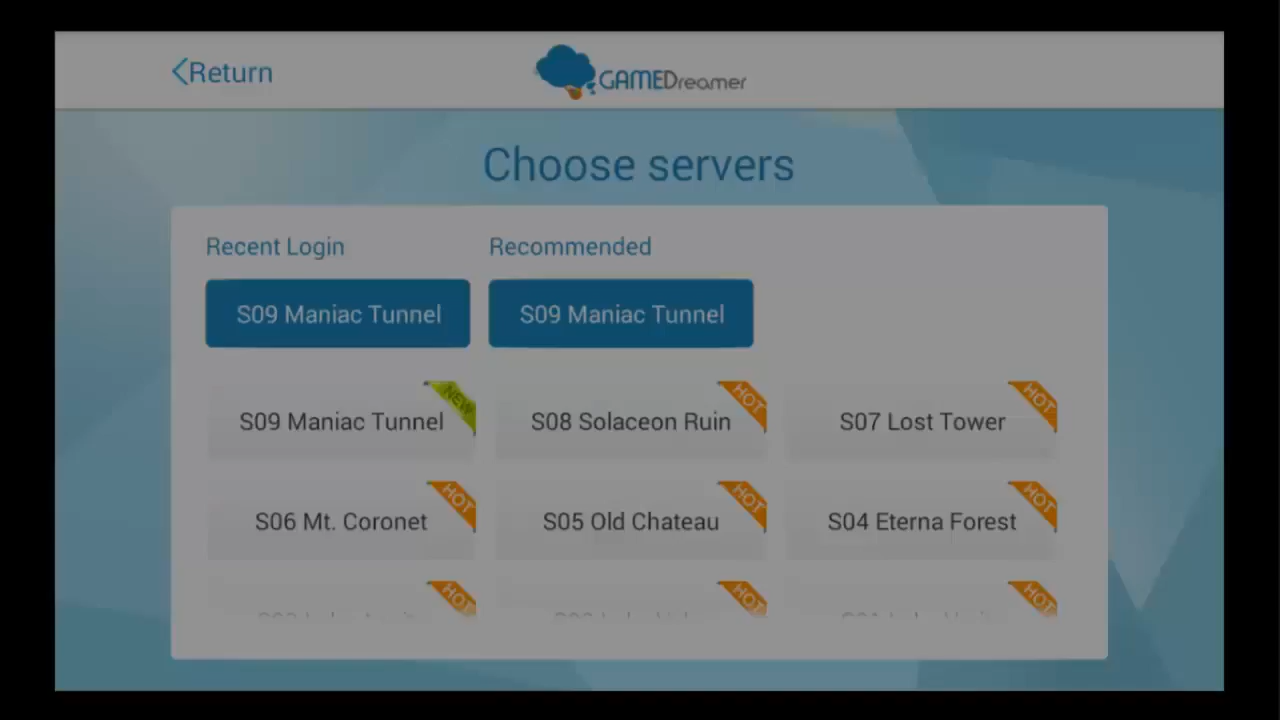 Return
GAMEDreamer
Choose servers
Recent Login
Recommended
S09 Maniac Tunnel
S09 Maniac Tunnel
NEW
S09 Maniac Tunnel
HOT
S08 Solaceon Ruin
HOT
S07 Lost Tower
HOT
S06 Mt. Coronet
HOT
S05 Old Chateau
HOT
S04 Eterna Forest
HOT
HOT
HOT